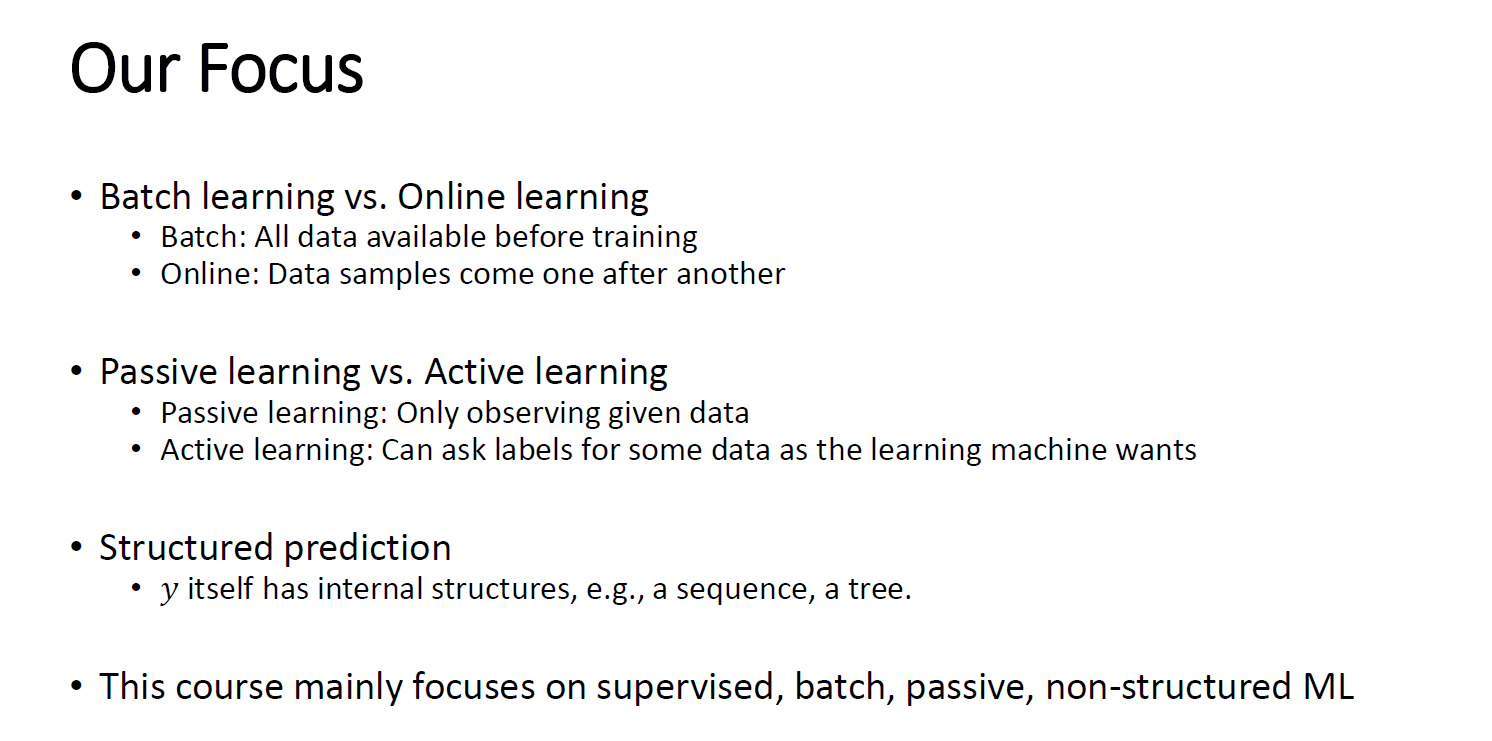 Our Focus
• Batch learning vs. Online learning
• Batch: All data available before training
• Online: Data samples come one after another
• Passive learning vs. Active learning
• Passive learning: Only observing given data
• Active learning: Can ask labels for some data as the learning machine wants
• Structured prediction
• y itself has internal structures, e.g., a sequence, a tree.
• This course mainly focuses on supervised, batch, passive, non-structured ML